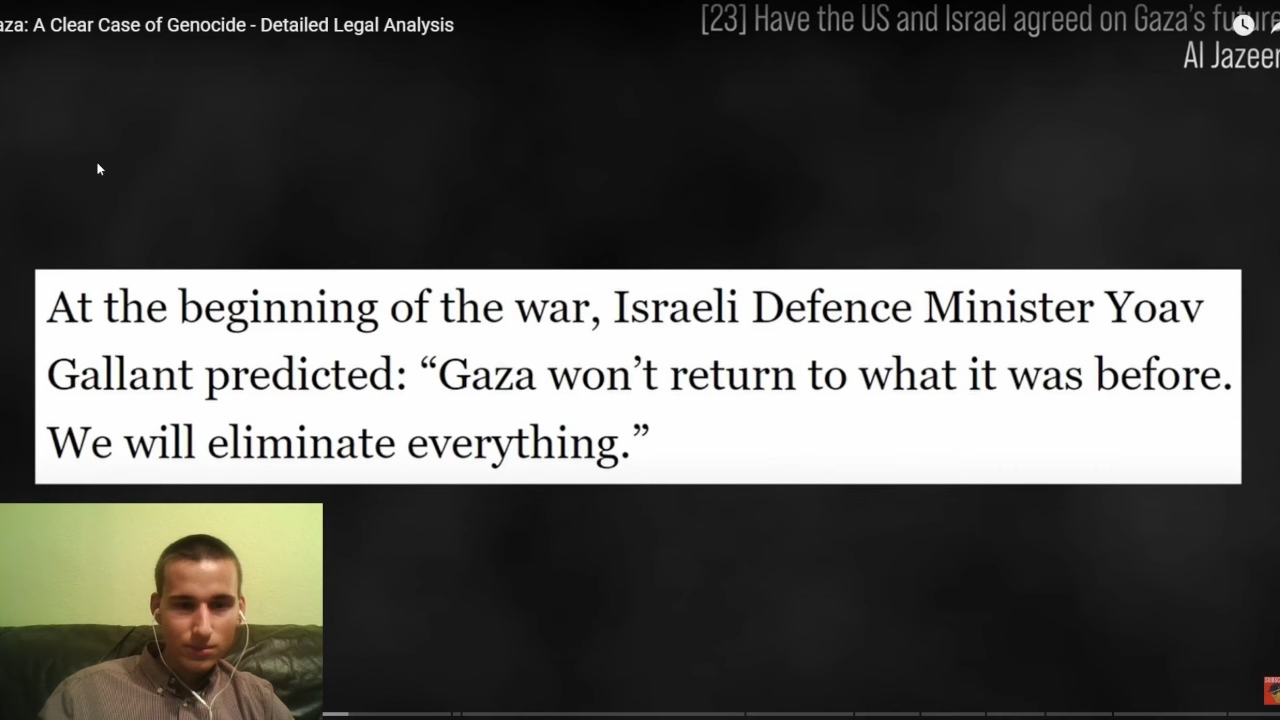 aza: A Clear Case of Genocide - Detailed Legal Analysis
[23] Have the US and Israel agreed on Gaza’s future
Al Jazeer
At the beginning of the war, Israeli Defence Minister Yoav
Gallant predicted: “Gaza won’t return to what it was before.
We will eliminate everything.”